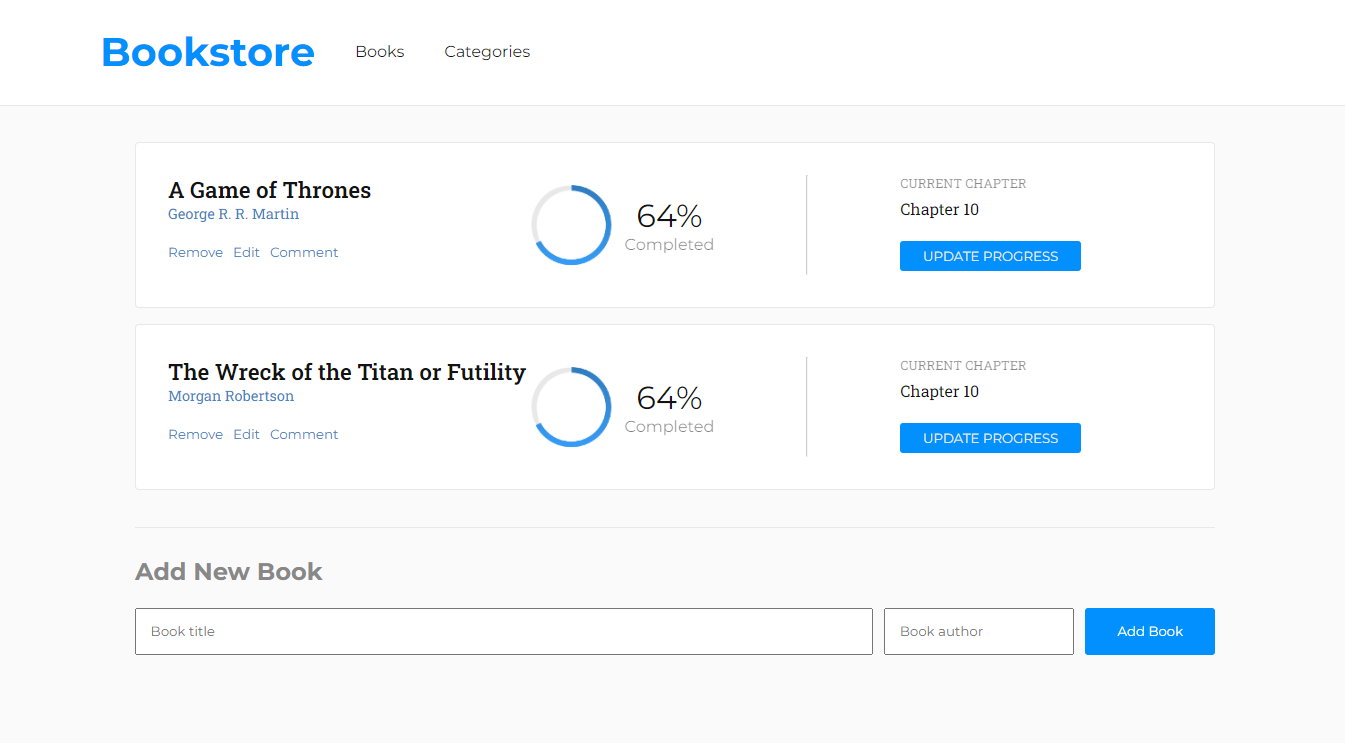 Bookstore Books Categories
A Game of Thrones
George R. R. Martin
Remove Edit Comment
64%
Completed
CURRENT CHAPTER
Chapter 10
UPDATE PROGRESS
The Wreck of the Titan or Futility
Morgan Robertson
Remove Edit Comment
64%
Completed
CURRENT CHAPTER
Chapter 10
UPDATE PROGRESS
Add New Book
Book title Book author Add Book